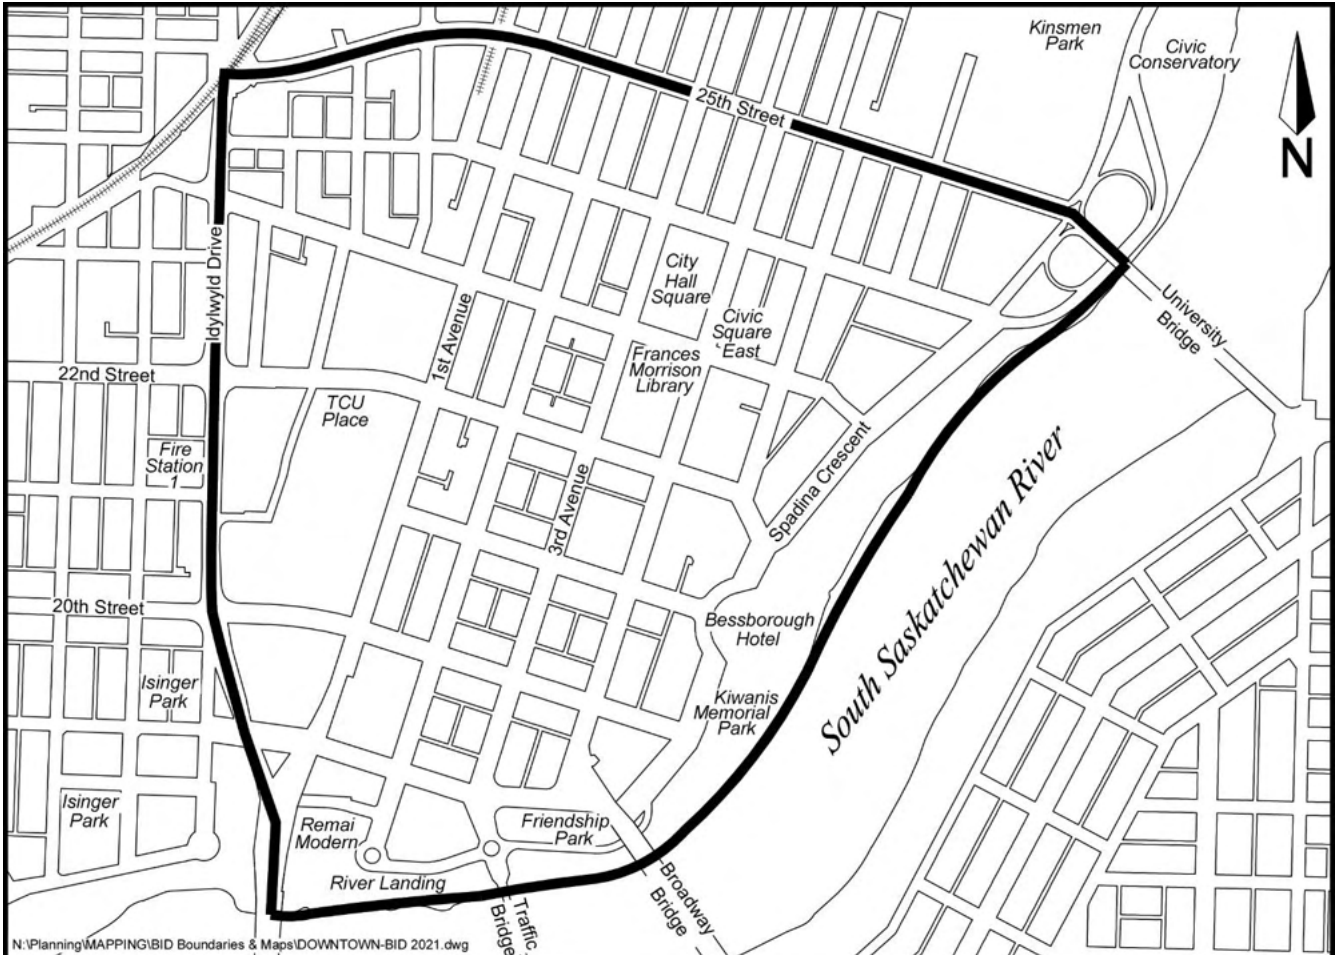 Kinsmen
Park
Civic
Conservatory
N
25th Street
Idylwyld Drive
City
Hall
Square
Civic
Square
East
University
Bridge
1st Avenue
Frances
Morrison
Library
22nd Street
TCU
Place
Fire
Station
1
Spadina Crescent
South Saskatchewan River
3rd Avenue
20th Street
Bessborough
Hotel
Isinger
Park
Kiwanis
Memorial
Park
Isinger
Park
Remai
Modern
Friendship
Park
River Landing
Broadway
Bridge
Traffic
Bridge
N:\Planning\MAPPING\BID Boundaries & Maps\DOWNTOWN-BID 2021.dwg